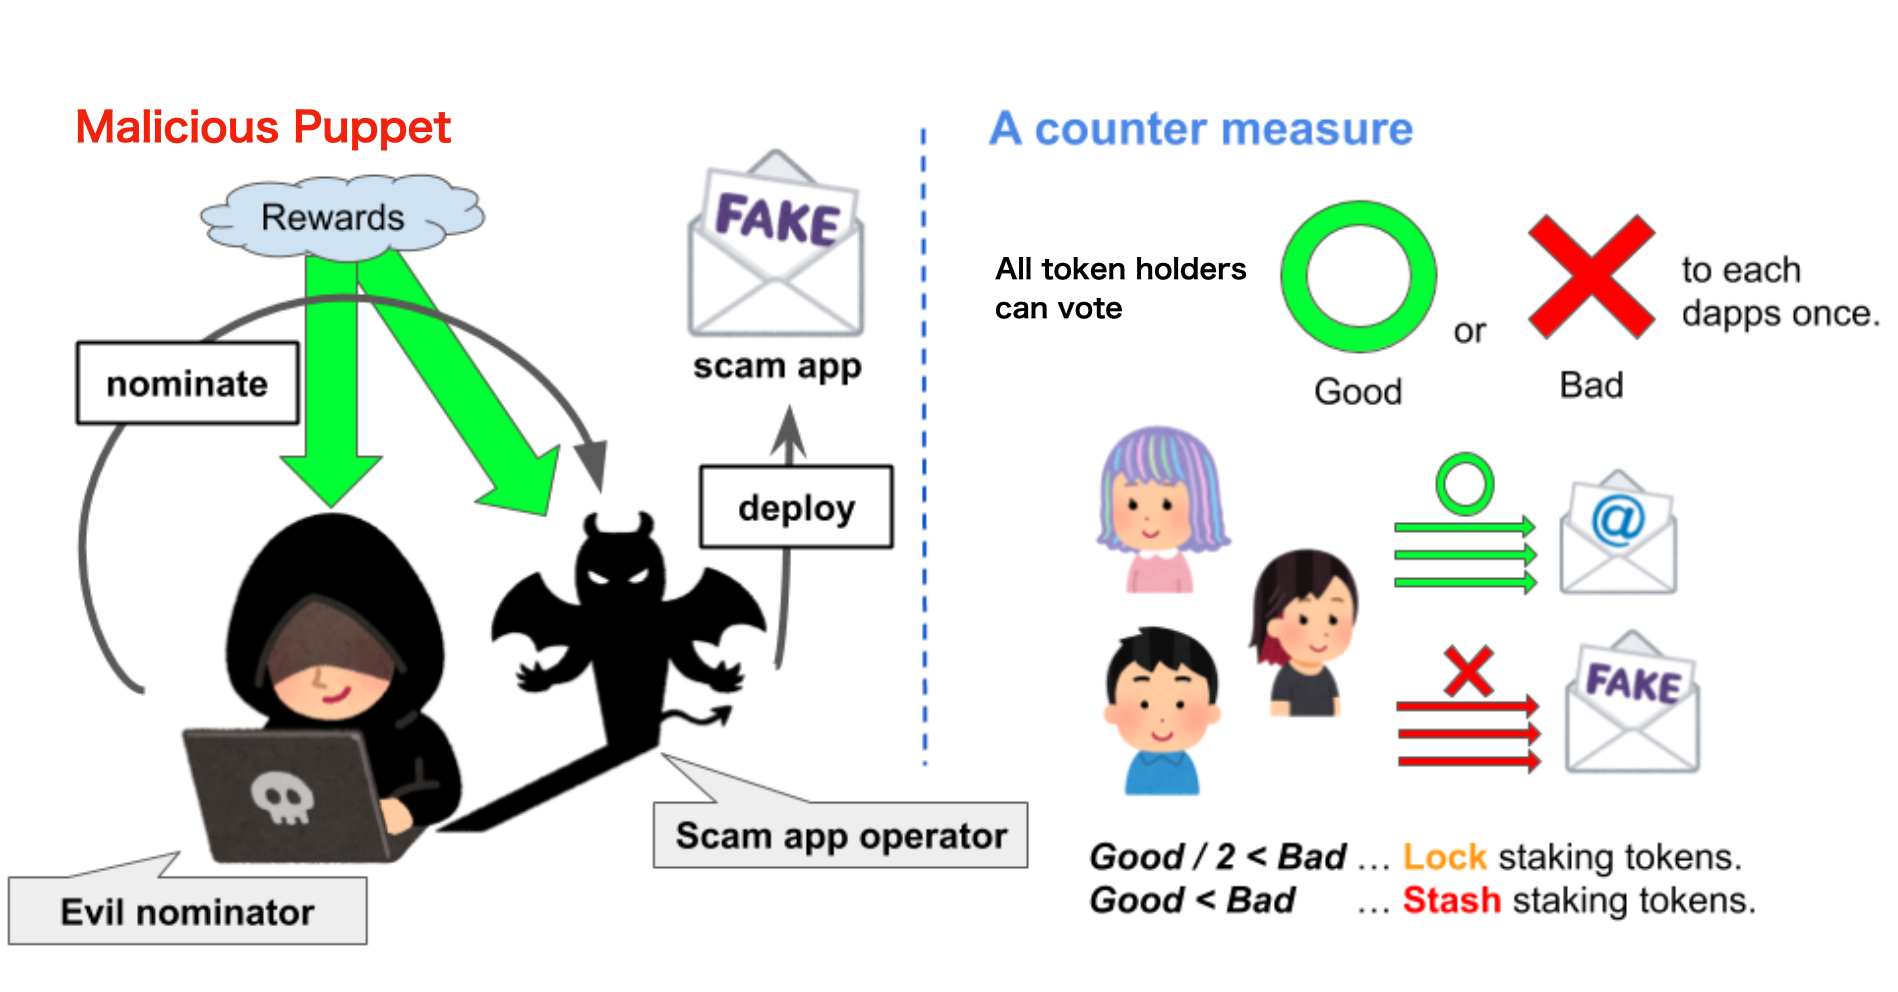 Malicious Puppet
Rewards
nominate
FAKE
scam app
deploy
Scam app operator
Evil nominator
A counter measure
All token holders
can vote
or
to each
dapps once.
Good
Bad
@
FAKE
Good / 2 < Bad ... Lock staking tokens.
Good < Bad ... Stash staking tokens.